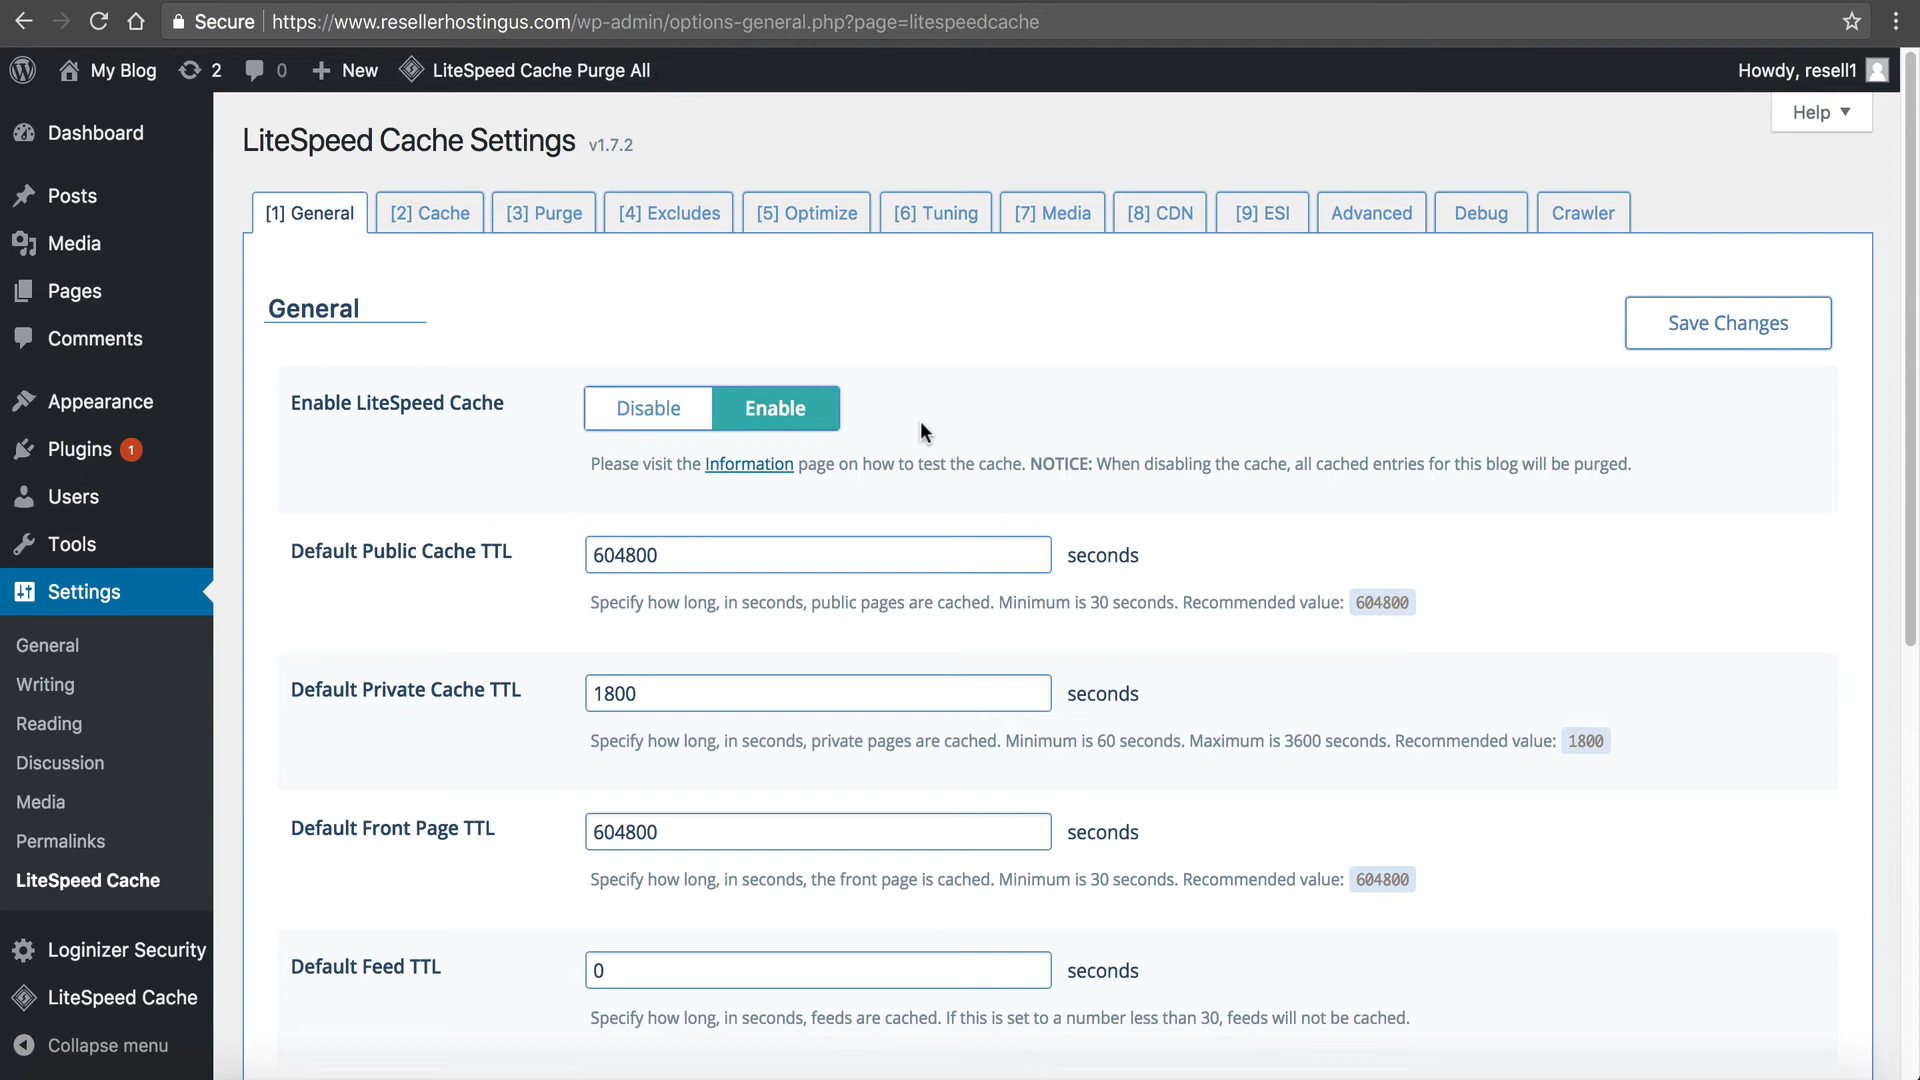 Secure https://www.resellerhostingus.com/wp-admin/options-general.php?page=litespeedcache
My Blog 2 0 New LiteSpeed Cache Purge All Howdy, resell1
Help
Dashboard
Posts
Media
Pages
Comments
Appearance
Plugins 1
Users
Tools
Settings
General
Writing
Reading
Discussion
Media
Permalinks
LiteSpeed Cache
Loginizer Security
LiteSpeed Cache
Collapse menu
LiteSpeed Cache Settings v1.7.2
[1] General [2] Cache [3] Purge [4] Excludes [5] Optimize [6] Tuning [7] Media [8] CDN [9] ESI Advanced Debug Crawler
General
Save Changes
Enable LiteSpeed Cache Disable Enable
Please visit the Information page on how to test the cache. NOTICE: When disabling the cache, all cached entries for this blog will be purged.
Default Public Cache TTL 604800 seconds
Specify how long, in seconds, public pages are cached. Minimum is 30 seconds. Recommended value: 604800
Default Private Cache TTL 1800 seconds
Specify how long, in seconds, private pages are cached. Minimum is 60 seconds. Maximum is 3600 seconds. Recommended value: 1800
Default Front Page TTL 604800 seconds
Specify how long, in seconds, the front page is cached. Minimum is 30 seconds. Recommended value: 604800
Default Feed TTL 0 seconds
Specify how long, in seconds, feeds are cached. If this is set to a number less than 30, feeds will not be cached.